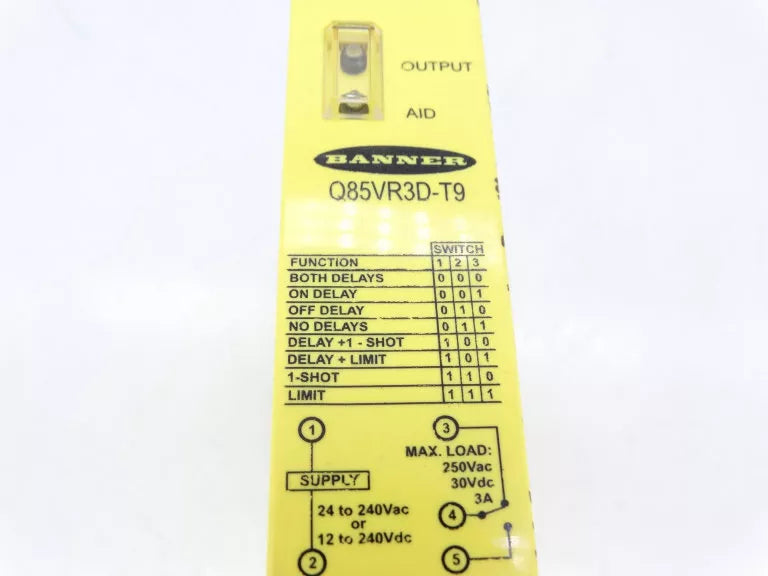 OUTPUT
AID
BANNER
Q85VR3D-T9
SWITCH
FUNCTION 1 2 3
BOTH DELAYS 0 0 0
ON DELAY 0 0 1
OFF DELAY 0 1 0
NO DELAYS 0 1 1
DELAY +1 - SHOT 1 0 0
DELAY + LIMIT 1 0 1
1-SHOT 1 1 0
LIMIT 1 1 1
1
3
MAX. LOAD:
250Vac
30Vdc
3A
SUPPLY
4
24 to 240Vac
or
12 to 240Vdc
2
5